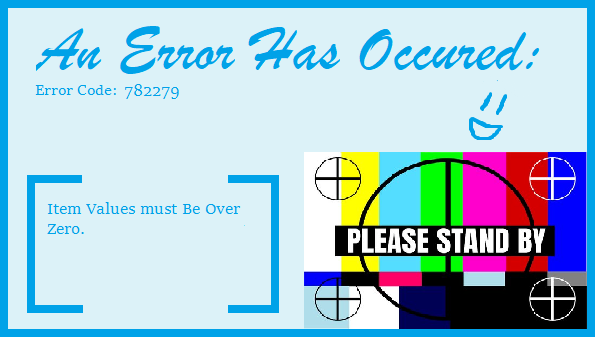 An Error Has Occured:
Error Code: 782279
Item Values must Be Over
Zero.
PLEASE STAND BY